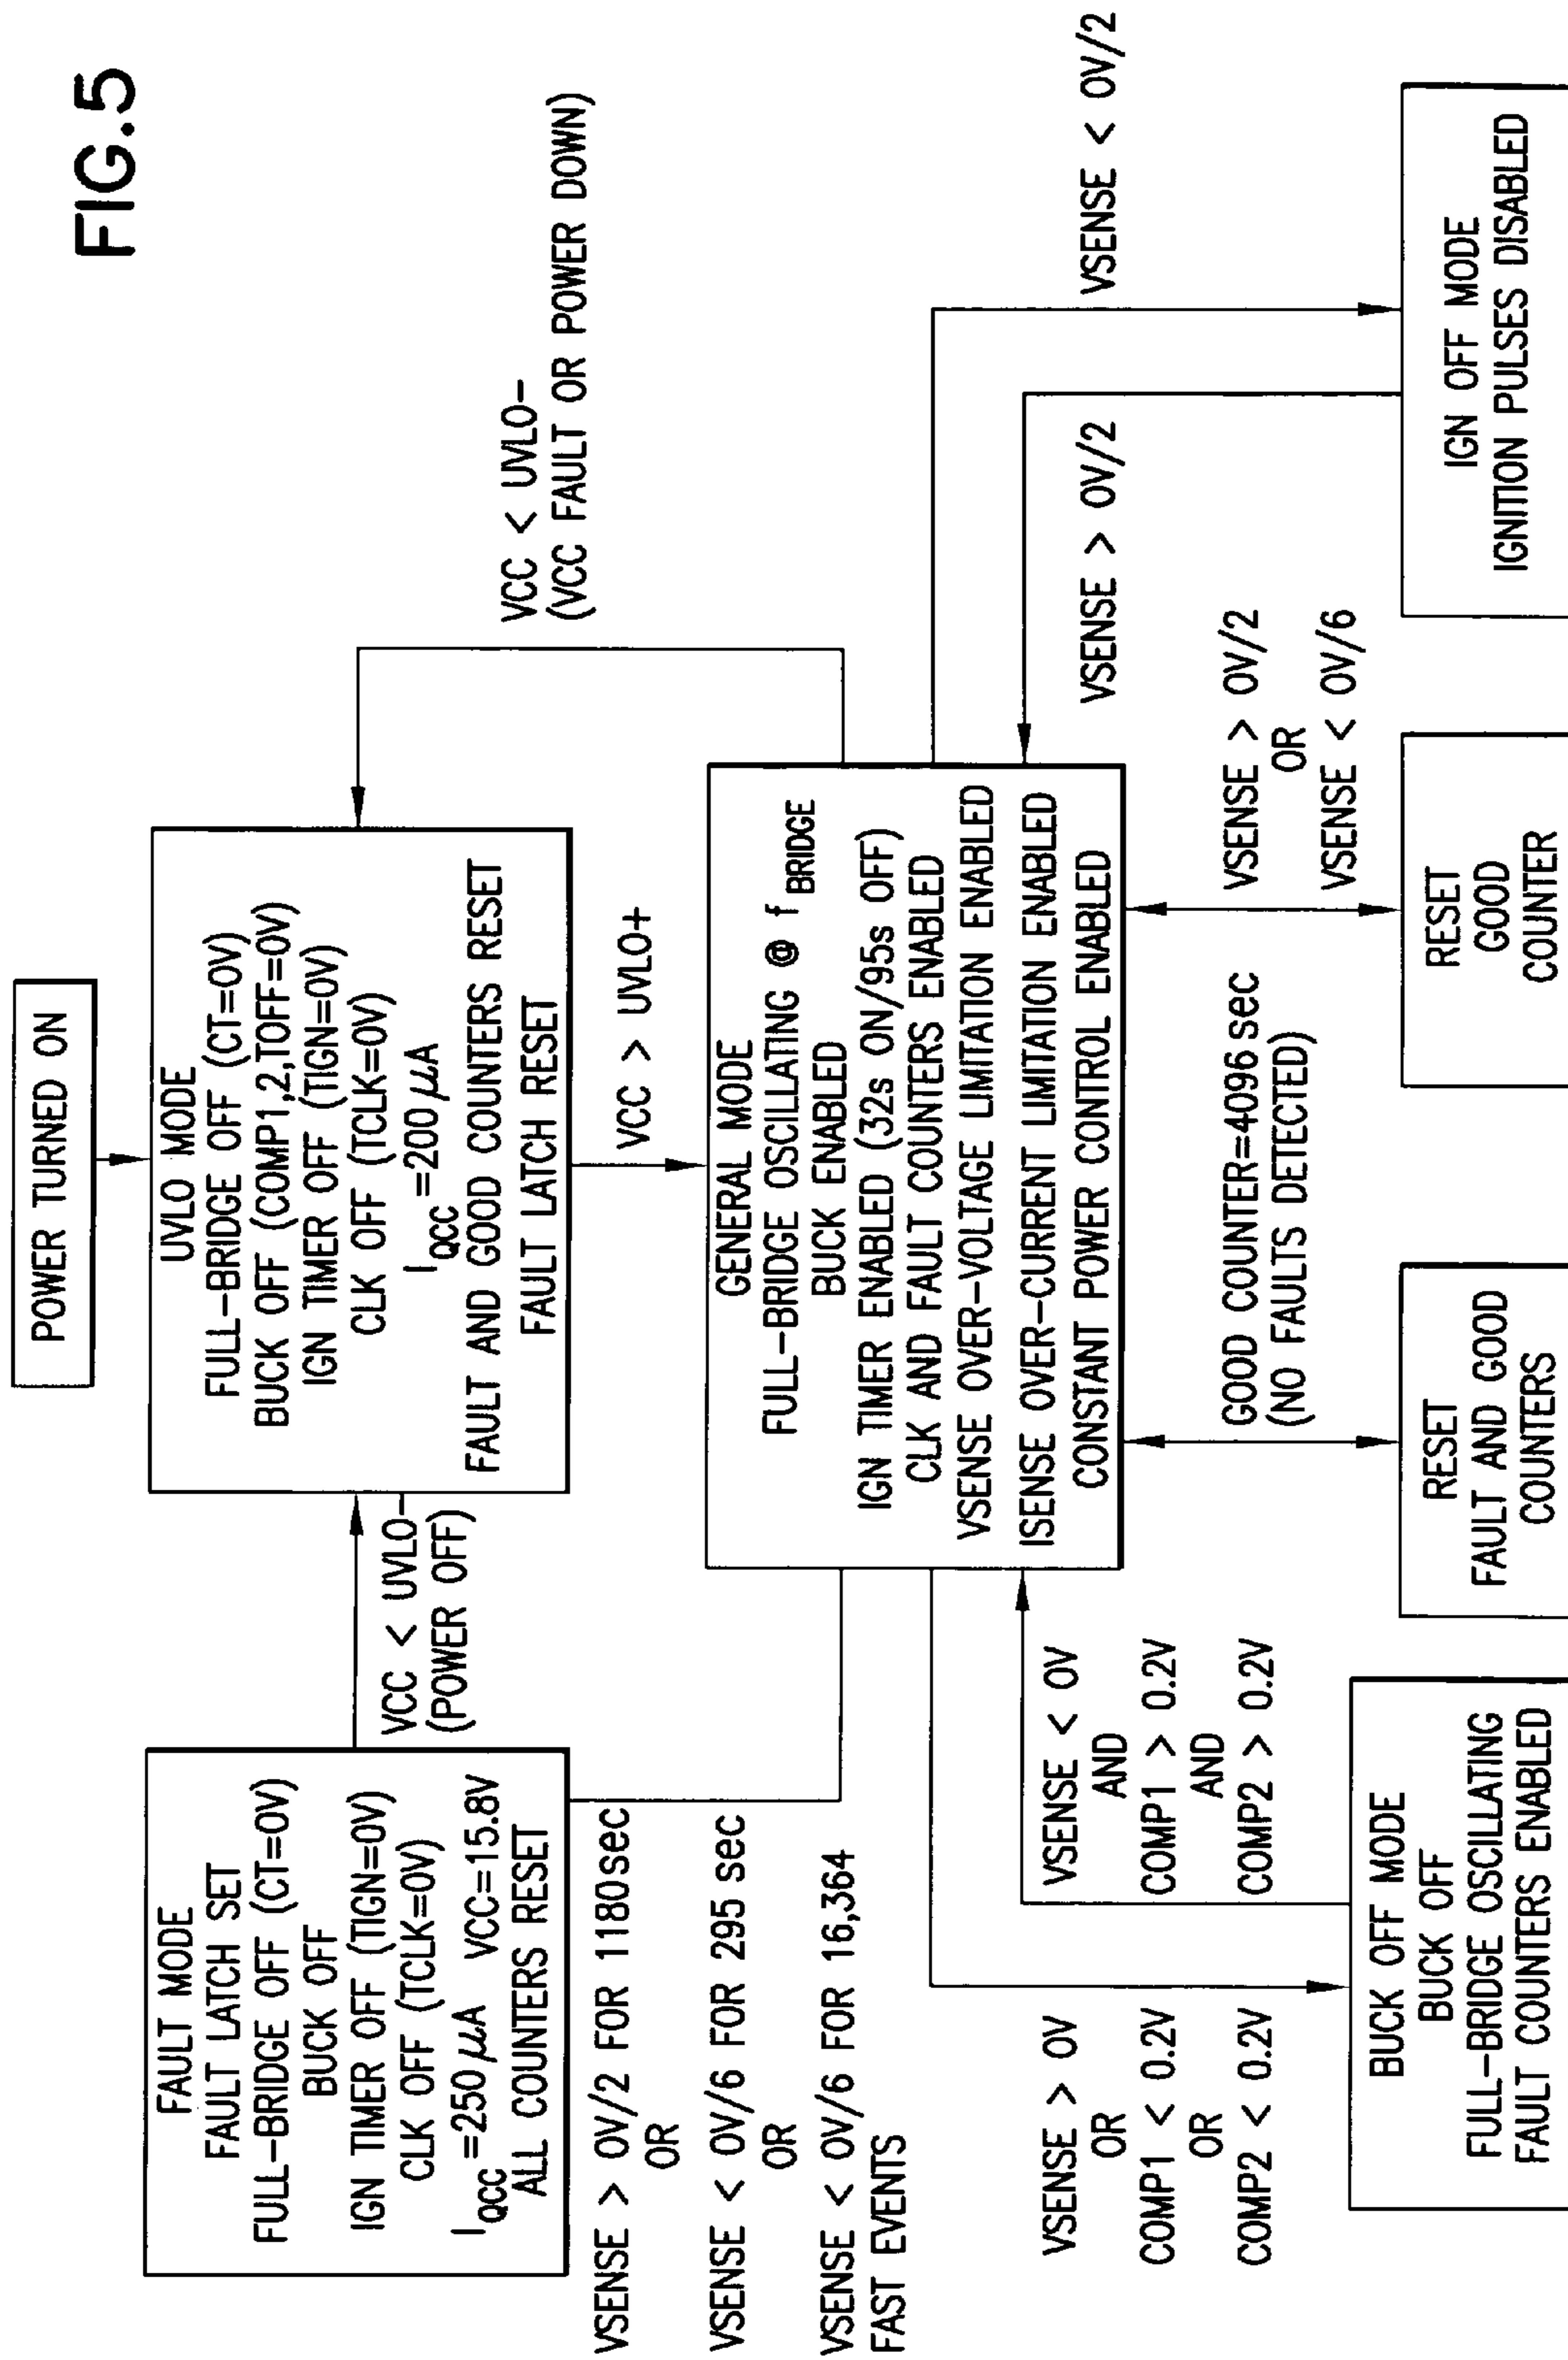 FIG.5
POWER TURNED ON
UVLO MODE
FULL-BRIDGE OFF (CT=0V)
BUCK OFF (COMP1,2,TOFF=0V)
IGN TIMER OFF (TIGN=0V)
CLK OFF (TCLK=0V)
IQCC=200 µA
FAULT AND GOOD COUNTERS RESET
FAULT LATCH RESET
FAULT MODE
FAULT LATCH SET
FULL-BRIDGE OFF (CT=0V)
BUCK OFF
IGN TIMER OFF (TIGN=0V)
CLK OFF (TCLK=0V)
IQCC=250 µA VCC=15.8V
ALL COUNTERS RESET
VCC < UVLO-
(POWER OFF)
VCC < UVLO-
(VCC FAULT OR POWER DOWN)
VCC > UVLO+
VSENSE > OV/2 FOR 1180sec
OR
VSENSE < OV/6 FOR 295 sec
OR
VSENSE < OV/6 FOR 16,364
FAST EVENTS
GENERAL MODE
FULL-BRIDGE OSCILLATING @ f BRIDGE
BUCK ENABLED
IGN TIMER ENABLED (32s ON/95s OFF)
CLK AND FAULT COUNTERS ENABLED
VSENSE OVER-VOLTAGE LIMITATION ENABLED
ISENSE OVER-CURRENT LIMITATION ENABLED
CONSTANT POWER CONTROL ENABLED
VSENSE > OV
OR
COMP1 < 0.2V
OR
COMP2 < 0.2V
VSENSE < OV
AND
COMP1 > 0.2V
AND
COMP2 > 0.2V
GOOD COUNTER=4096 sec
(NO FAULTS DETECTED)
VSENSE > OV/2
OR
VSENSE < OV/6
VSENSE > OV/2
VSENSE < OV/2
BUCK OFF MODE
BUCK OFF
FULL-BRIDGE OSCILLATING
FAULT COUNTERS ENABLED
RESET
FAULT AND GOOD
COUNTERS
RESET
GOOD
COUNTER
IGN OFF MODE
IGNITION PULSES DISABLED